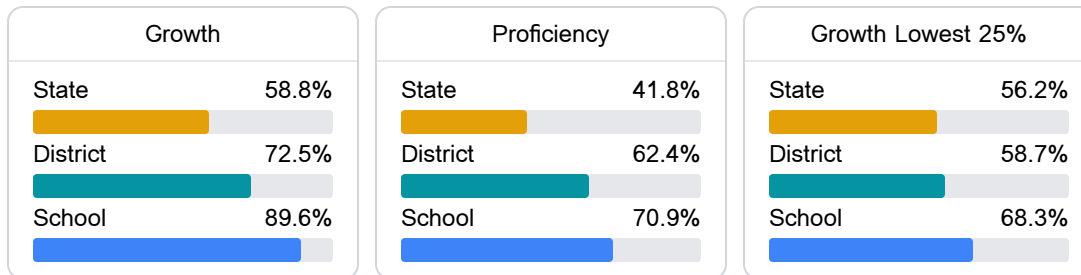 Growth
State 58.8%
District 72.5%
School 89.6%
Proficiency
State 41.8%
District 62.4%
School 70.9%
Growth Lowest 25%
State 56.2%
District 58.7%
School 68.3%